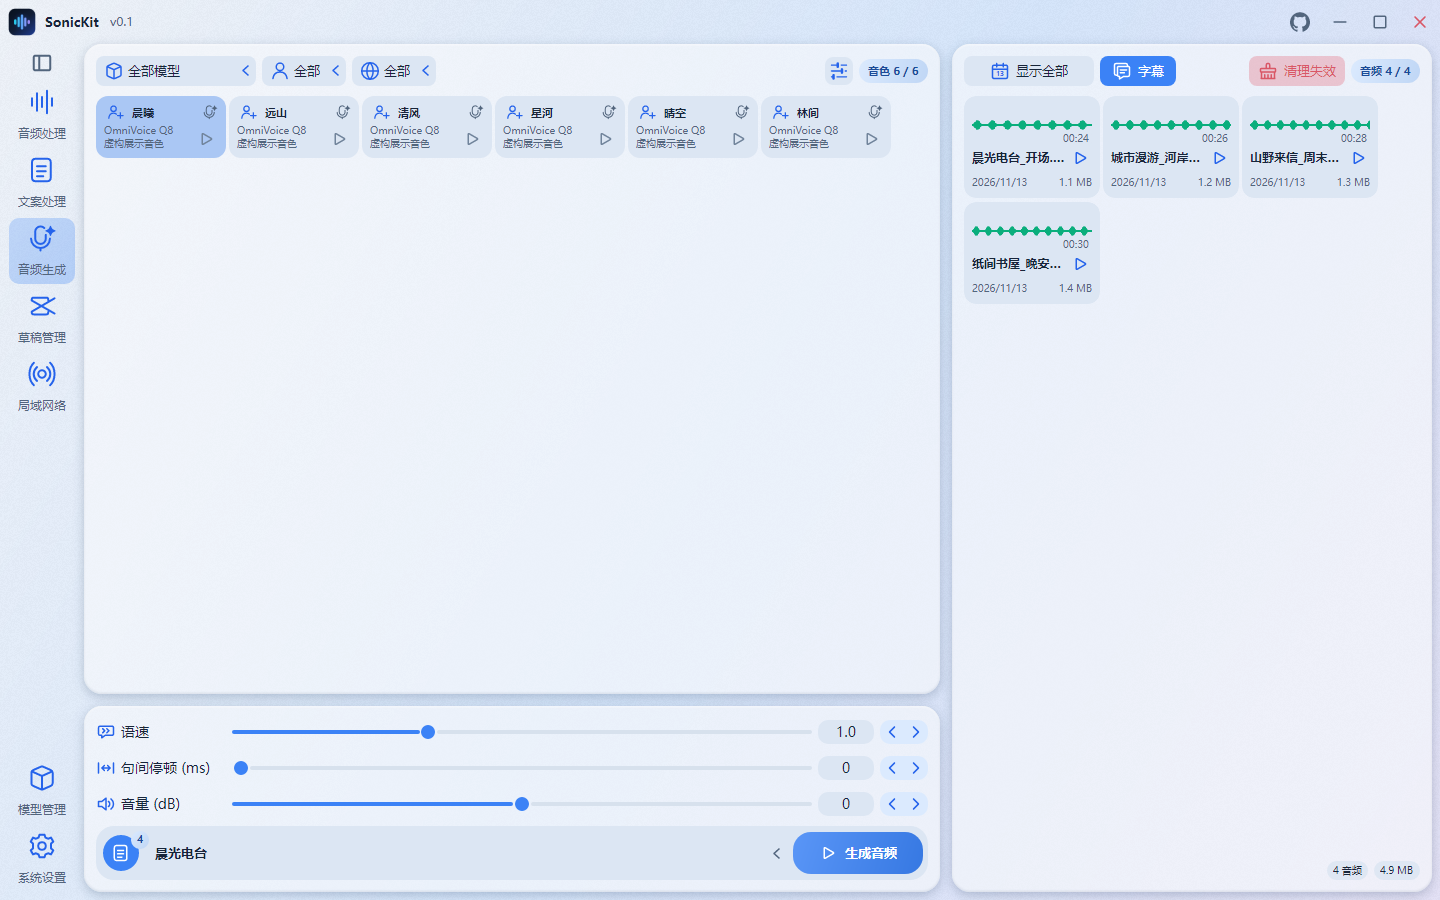 SonicKit v0.1
音频处理
文案处理
音频生成
草稿管理
局域网络
模型管理
系统设置
全部模型
全部
全部
音色 6 / 6
晨曦
OmniVoice Q8
虚构展示音色
远山
OmniVoice Q8
虚构展示音色
清风
OmniVoice Q8
虚构展示音色
星河
OmniVoice Q8
虚构展示音色
晴空
OmniVoice Q8
虚构展示音色
林间
OmniVoice Q8
虚构展示音色
语速
1.0
句间停顿 (ms)
0
音量 (dB)
0
4
晨光电台
生成音频
13
显示全部
字幕
清理失效
音频 4 / 4
00:24
晨光电台_开场....
2026/11/13 1.1 MB
00:26
城市漫游_河岸...
2026/11/13 1.2 MB
00:28
山野来信_周末...
2026/11/13 1.3 MB
00:30
纸间书屋_晚安...
2026/11/13 1.4 MB
4 音频
4.9 MB